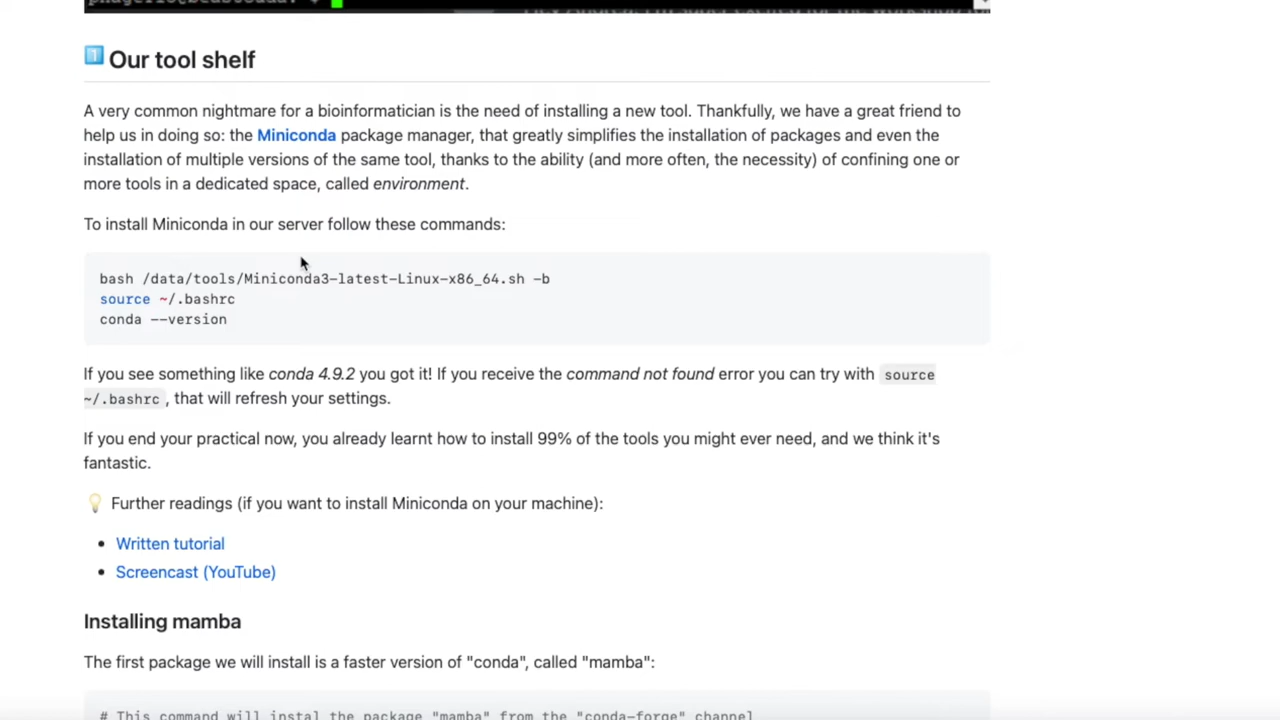 1 Our tool shelf
A very common nightmare for a bioinformatician is the need of installing a new tool. Thankfully, we have a great friend to
help us in doing so: the Miniconda package manager, that greatly simplifies the installation of packages and even the
installation of multiple versions of the same tool, thanks to the ability (and more often, the necessity) of confining one or
more tools in a dedicated space, called environment.
To install Miniconda in our server follow these commands:
bash /data/tools/Miniconda3-latest-Linux-x86_64.sh -b
source ~/.bashrc
conda --version
If you see something like conda 4.9.2 you got it! If you receive the command not found error you can try with source
~/.bashrc , that will refresh your settings.
If you end your practical now, you already learnt how to install 99% of the tools you might ever need, and we think it's
fantastic.
Further readings (if you want to install Miniconda on your machine):
Written tutorial
Screencast (YouTube)
Installing mamba
The first package we will install is a faster version of "conda", called "mamba":
# This command will instal the package "mamba" from the "conda-forge" channel